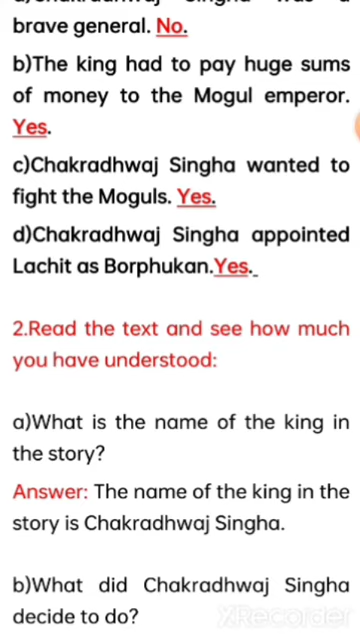 brave general. No.
b)The king had to pay huge sums
of money to the Mogul emperor.
Yes.
c)Chakradhwaj Singha wanted to
fight the Moguls. Yes.
d)Chakradhwaj Singha appointed
Lachit as Borphukan.Yes.
2.Read the text and see how much
you have understood:
a)What is the name of the king in
the story?
Answer: The name of the king in the
story is Chakradhwaj Singha.
b)What did Chakradhwaj Singha
decide to do?
XRecorder